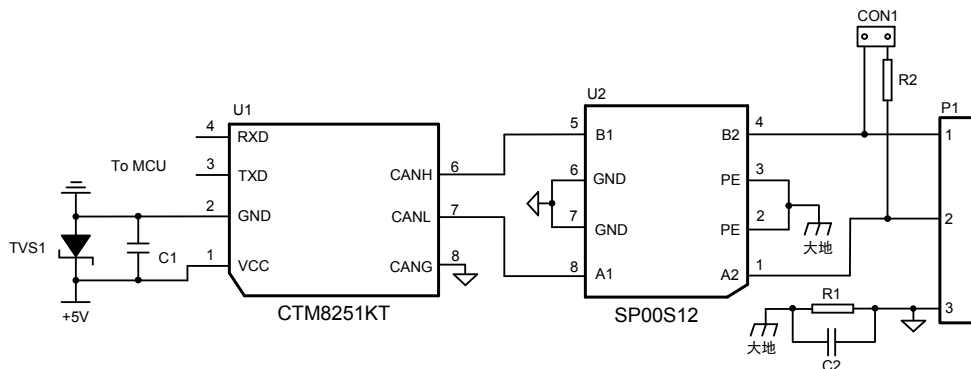 CON1
R2
U1
U2
P1
4
RXD
5
B1
B2
4
1
To MCU
3
TXD
CANH
6
6
GND
PE
3
2
GND
CANL
7
7
GND
PE
2
大地
2
TVS1
C1
1
VCC
CANG
8
8
A1
A2
1
+5V
CTM8251KT
SP00S12
R1
3
大地
C2